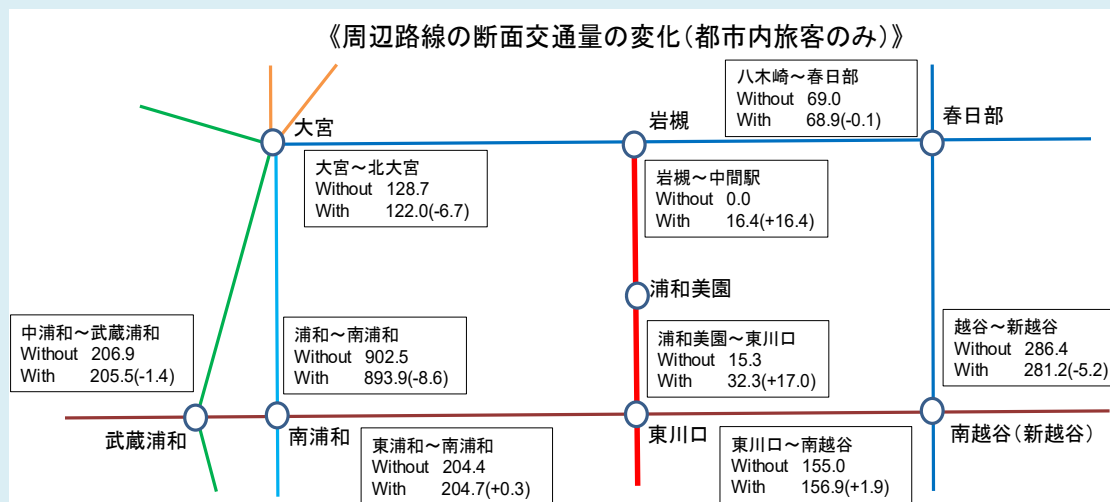 《周辺路線の断面交通量の変化(都市内旅客のみ)》
八木崎～春日部
Without 69.0
With 68.9(-0.1)
大宮
岩槻
春日部
大宮～北大宮
Without 128.7
With 122.0(-6.7)
岩槻～中間駅
Without 0.0
With 16.4(+16.4)
浦和美園
中浦和～武蔵浦和
Without 206.9
With 205.5(-1.4)
浦和～南浦和
Without 902.5
With 893.9(-8.6)
浦和美園～東川口
Without 15.3
With 32.3(+17.0)
越谷～新越谷
Without 286.4
With 281.2(-5.2)
武蔵浦和
南浦和
東川口
南越谷(新越谷)
東浦和～南浦和
Without 204.4
With 204.7(+0.3)
東川口～南越谷
Without 155.0
With 156.9(+1.9)